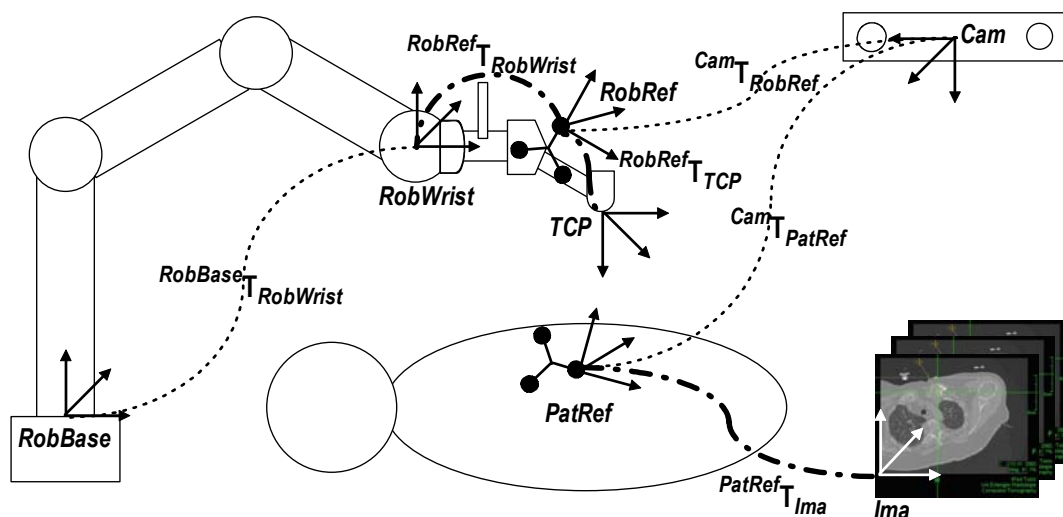 Cam
RobRef T RobWrist
RobRef
Cam T RobRef
RobRef T TCP
RobWrist
TCP
Cam T PatRef
RobBase T RobWrist
PatRef
RobBase
PatRef T Ima
Ima